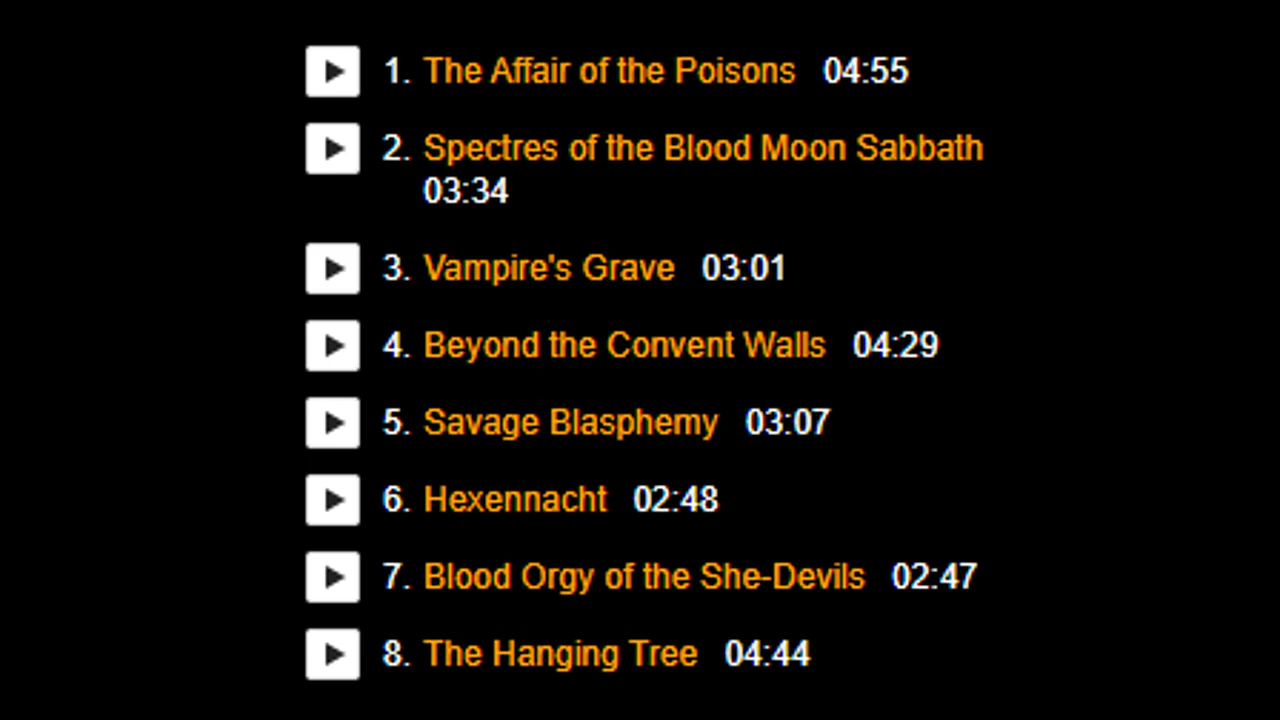 1. The Affair of the Poisons 04:55
2. Spectres of the Blood Moon Sabbath
03:34
3. Vampire's Grave 03:01
4. Beyond the Convent Walls 04:29
5. Savage Blasphemy 03:07
6. Hexennacht 02:48
7. Blood Orgy of the She-Devils 02:47
8. The Hanging Tree 04:44